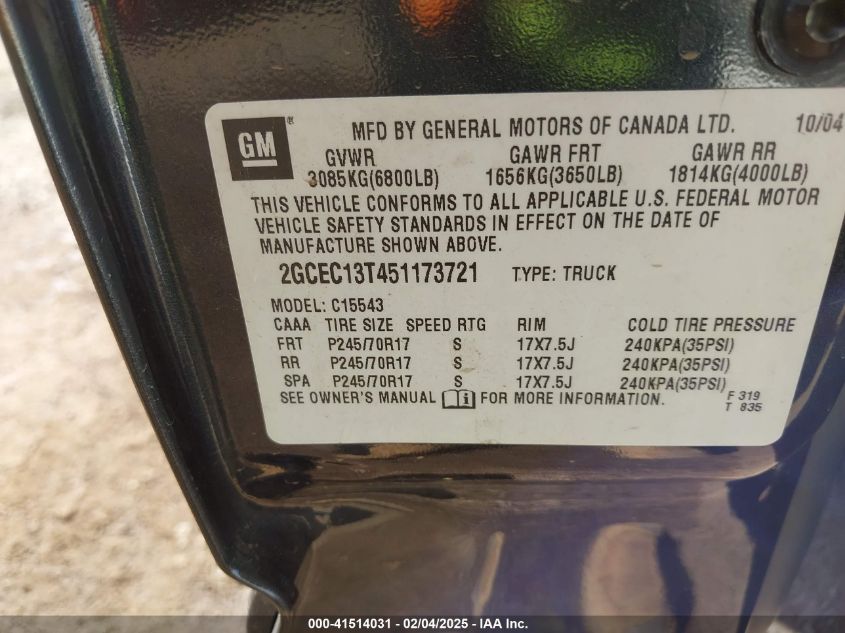 GM®
MFD BY GENERAL MOTORS OF CANADA LTD. 10/04
GVWR GAWR FRT GAWR RR
3085KG(6800LB) 1656KG(3650LB) 1814KG(4000LB)
THIS VEHICLE CONFORMS TO ALL APPLICABLE U.S. FEDERAL MOTOR
VEHICLE SAFETY STANDARDS IN EFFECT ON THE DATE OF
MANUFACTURE SHOWN ABOVE.
2GCEC13T451173721 TYPE: TRUCK
MODEL: C15543
CAAA TIRE SIZE SPEED RTG RIM COLD TIRE PRESSURE
FRT P245/70R17 S 17X7.5J 240KPA(35PSI)
RR P245/70R17 S 17X7.5J 240KPA(35PSI)
SPA P245/70R17 S 17X7.5J 240KPA(35PSI)
SEE OWNER'S MANUAL i FOR MORE INFORMATION. F 319
T 835
000-41514031 - 02/04/2025 - IAA Inc.